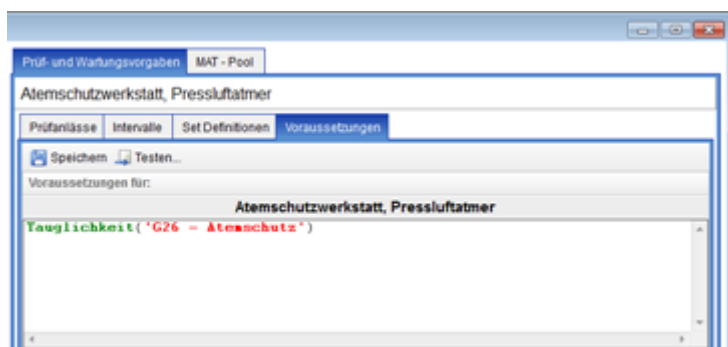 Prüf- und Wartungsvorgaben MAT - Pool
Atemschutzwerkstatt, Pressluftatmer
Prüfanlässe Intervalle Set Definitionen Voraussetzungen
Speichern Testen...
Voraussetzungen für:
Atemschutzwerkstatt, Pressluftatmer
Tauglichkeit('G26 - Atemschutz')